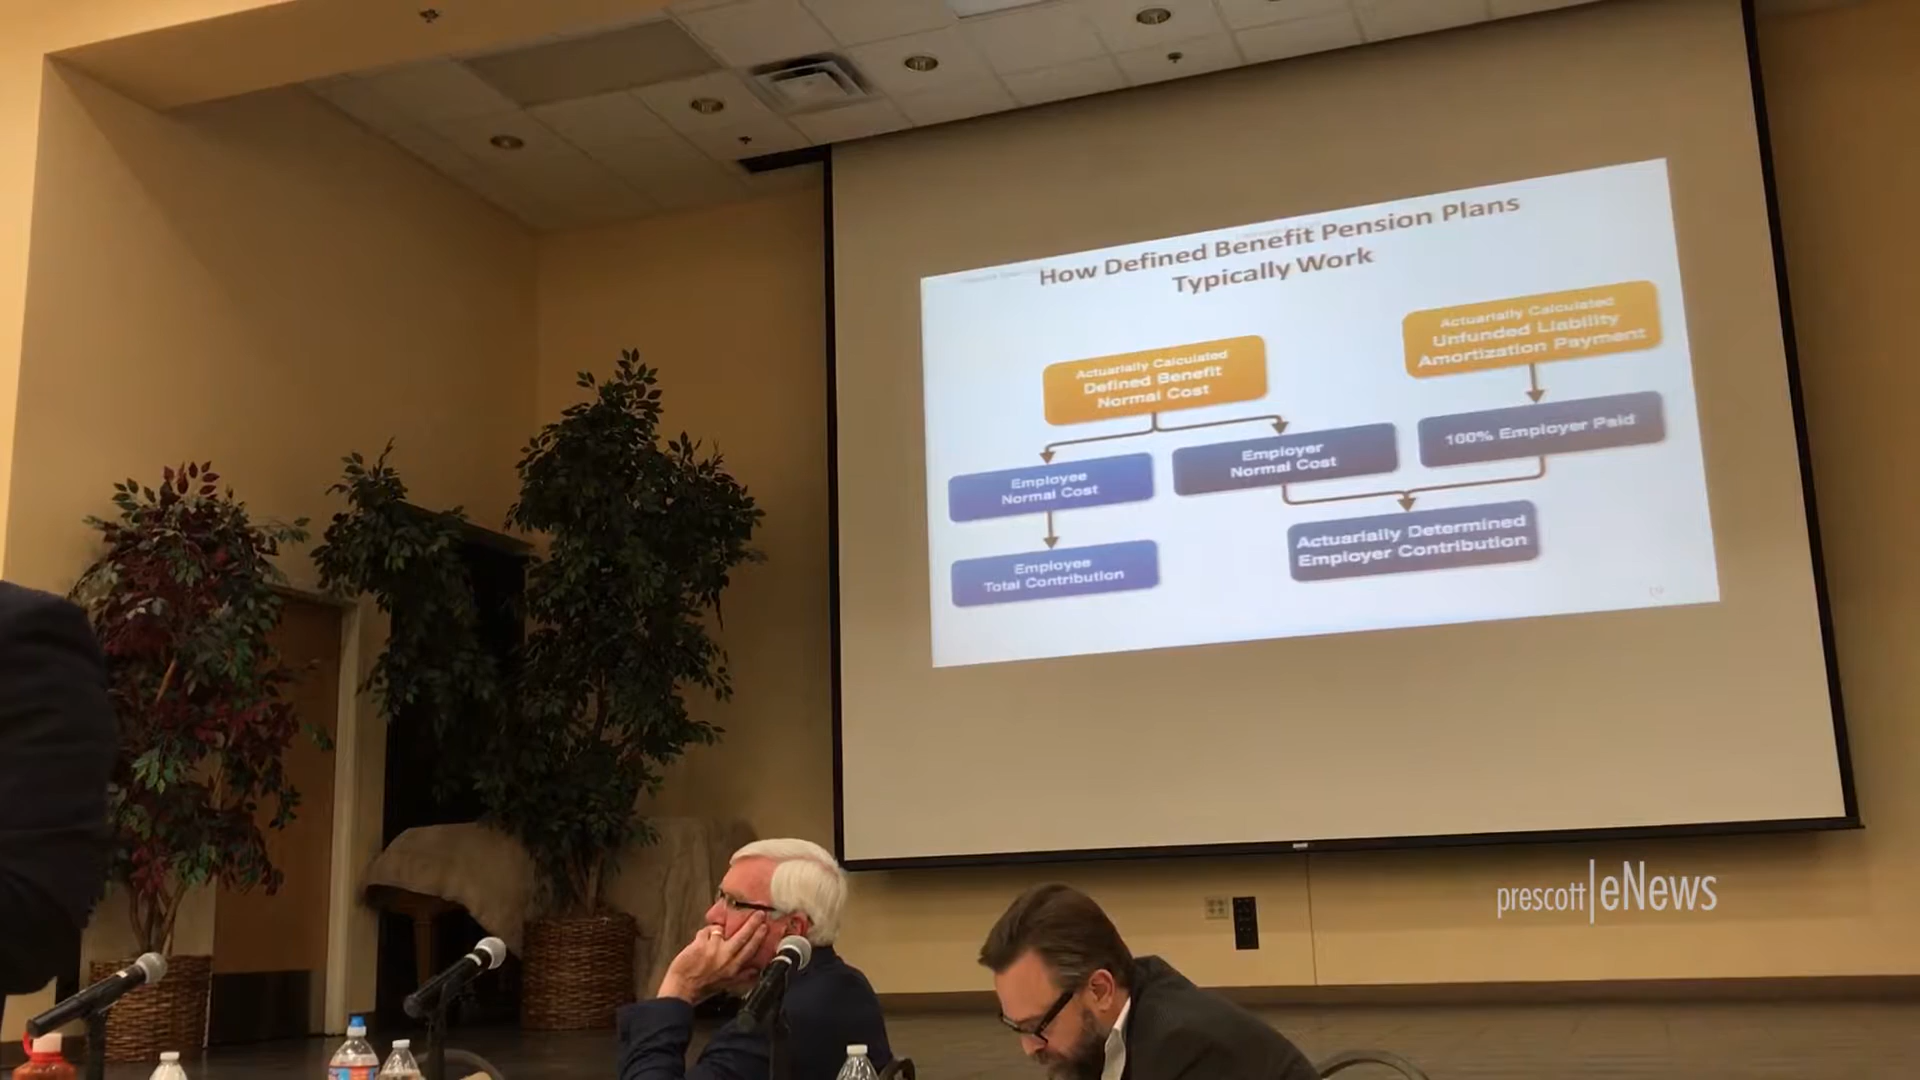 How Defined Benefit Pension Plans
Typically Work
Actuarially Calculated
Unfunded Liability
Amortization Payment
Actuarially Calculated
Defined Benefit
Normal Cost
100% Employer Paid
Employer
Normal Cost
Employee
Normal Cost
Actuarially Determined
Employer Contribution
Employee
Total Contribution
prescott|eNews